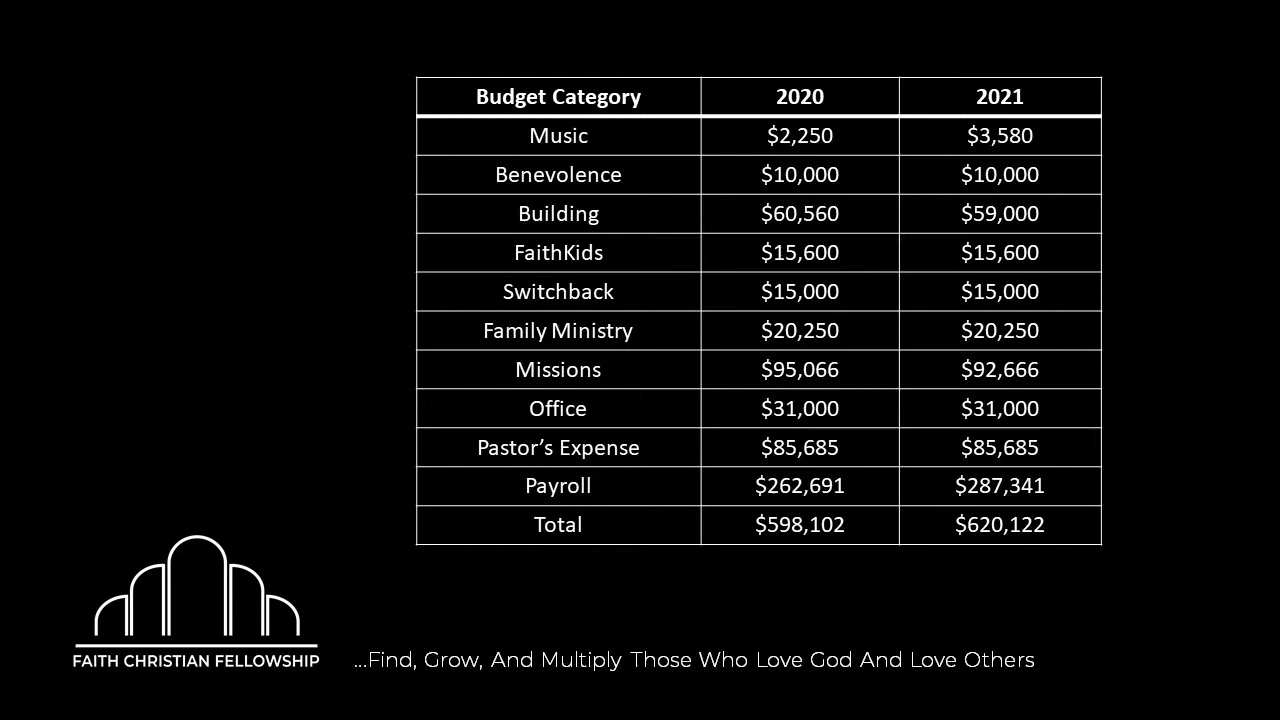 Budget Category 2020 2021
Music $2,250 $3,580
Benevolence $10,000 $10,000
Building $60,560 $59,000
FaithKids $15,600 $15,600
Switchback $15,000 $15,000
Family Ministry $20,250 $20,250
Missions $95,066 $92,666
Office $31,000 $31,000
Pastor’s Expense $85,685 $85,685
Payroll $262,691 $287,341
Total $598,102 $620,122
FAITH CHRISTIAN FELLOWSHIP
...Find, Grow, And Multiply Those Who Love God And Love Others